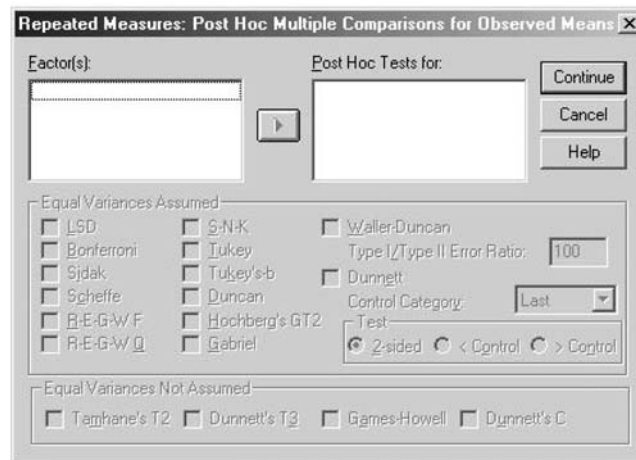 Repeated Measures: Post Hoc Multiple Comparisons for Observed Means
Factor(s):
Post Hoc Tests for:
Continue
Cancel
Help
Equal Variances Assumed
LSD
Bonferroni
Sidak
Scheffe
R-E-G-W F
R-E-G-W Q
S-N-K
Tukey
Tukey's-b
Duncan
Hochberg's GT2
Gabriel
Waller-Duncan
Type I/Type II Error Ratio: 100
Dunnett
Control Category: Last
Test
2-sided < Control > Control
Equal Variances Not Assumed
Tamhane's T2 Dunnett's T3 Games-Howell Dunnett's C